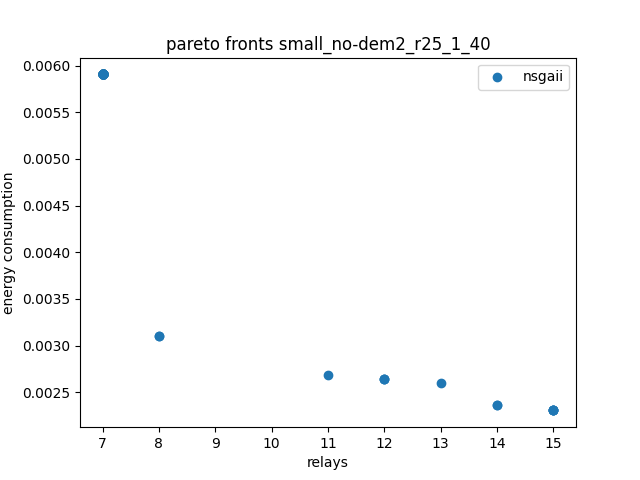 pareto fronts small_no-dem2_r25_1_40
nsgaii
energy consumption
0.0060
0.0055
0.0050
0.0045
0.0040
0.0035
0.0030
0.0025
7 8 9 10 11 12 13 14 15
relays